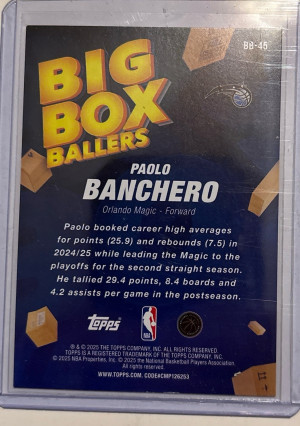 BB-45
BIG
BOX
BALLERS
PAOLO
BANCHERO
Orlando Magic - Forward
Paolo booked career high averages
for points (25.9) and rebounds (7.5) in
2024/25 while leading the Magic to the
playoffs for the second straight season.
He tallied 29.4 points, 8.4 boards and
4.2 assists per game in the postseason.
Topps
NBA
® & © 2025 THE TOPPS COMPANY, INC. ALL RIGHTS RESERVED.
TOPPS IS A REGISTERED TRADEMARK OF THE TOPPS COMPANY, INC.
© 2025 NBA Properties, Inc. © 2025 the National Basketball Players Association.
All rights reserved.
WWW.TOPPS.COM. CODE#CMP126253